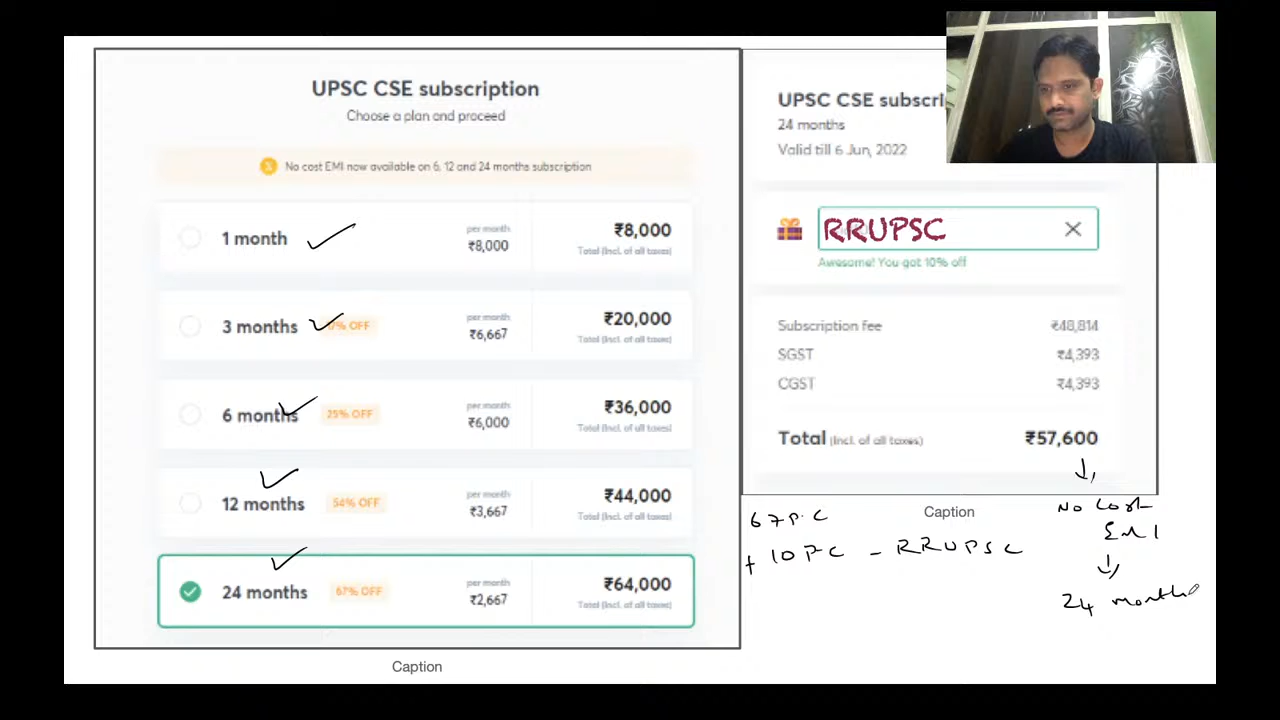 UPSC CSE subscription
Choose a plan and proceed
No cost EMI now available on 6, 12 and 24 months subscription
1 month per month ₹8,000 ₹8,000 Total (Incl. of all taxes)
3 months % OFF per month ₹6,667 ₹20,000 Total (Incl. of all taxes)
6 months 25% OFF per month ₹6,000 ₹36,000 Total (Incl. of all taxes)
12 months 54% OFF per month ₹3,667 ₹44,000 Total (Incl. of all taxes)
24 months 67% OFF per month ₹2,667 ₹64,000 Total (Incl. of all taxes)
Caption
UPSC CSE
24 months
Valid till 6 Jun, 2022
RRUPSC
Awesome! You got 10% off
Subscription fee ₹48,814
SGST ₹4,393
CGST ₹4,393
Total (Incl. of all taxes) ₹57,600
Caption
67 P.C
+ 10 PC - RRUPSC
No Cost
EMI
24 months